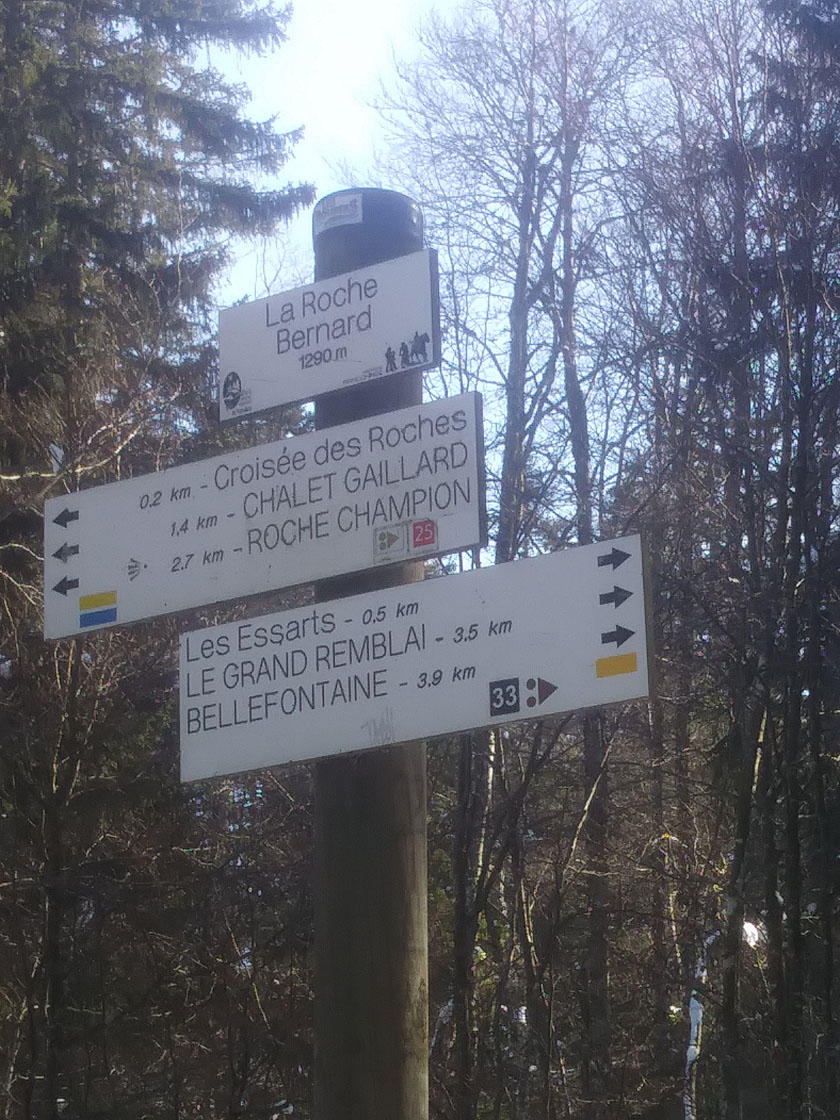 La Roche
Bernard
1290 m
0.2 km - Croisée des Roches
1,4 km - CHALET GAILLARD
2.7 km - ROCHE CHAMPION
25
Les Essarts - 0.5 km
LE GRAND REMBLAI - 3.5 km
BELLEFONTAINE - 3.9 km
33